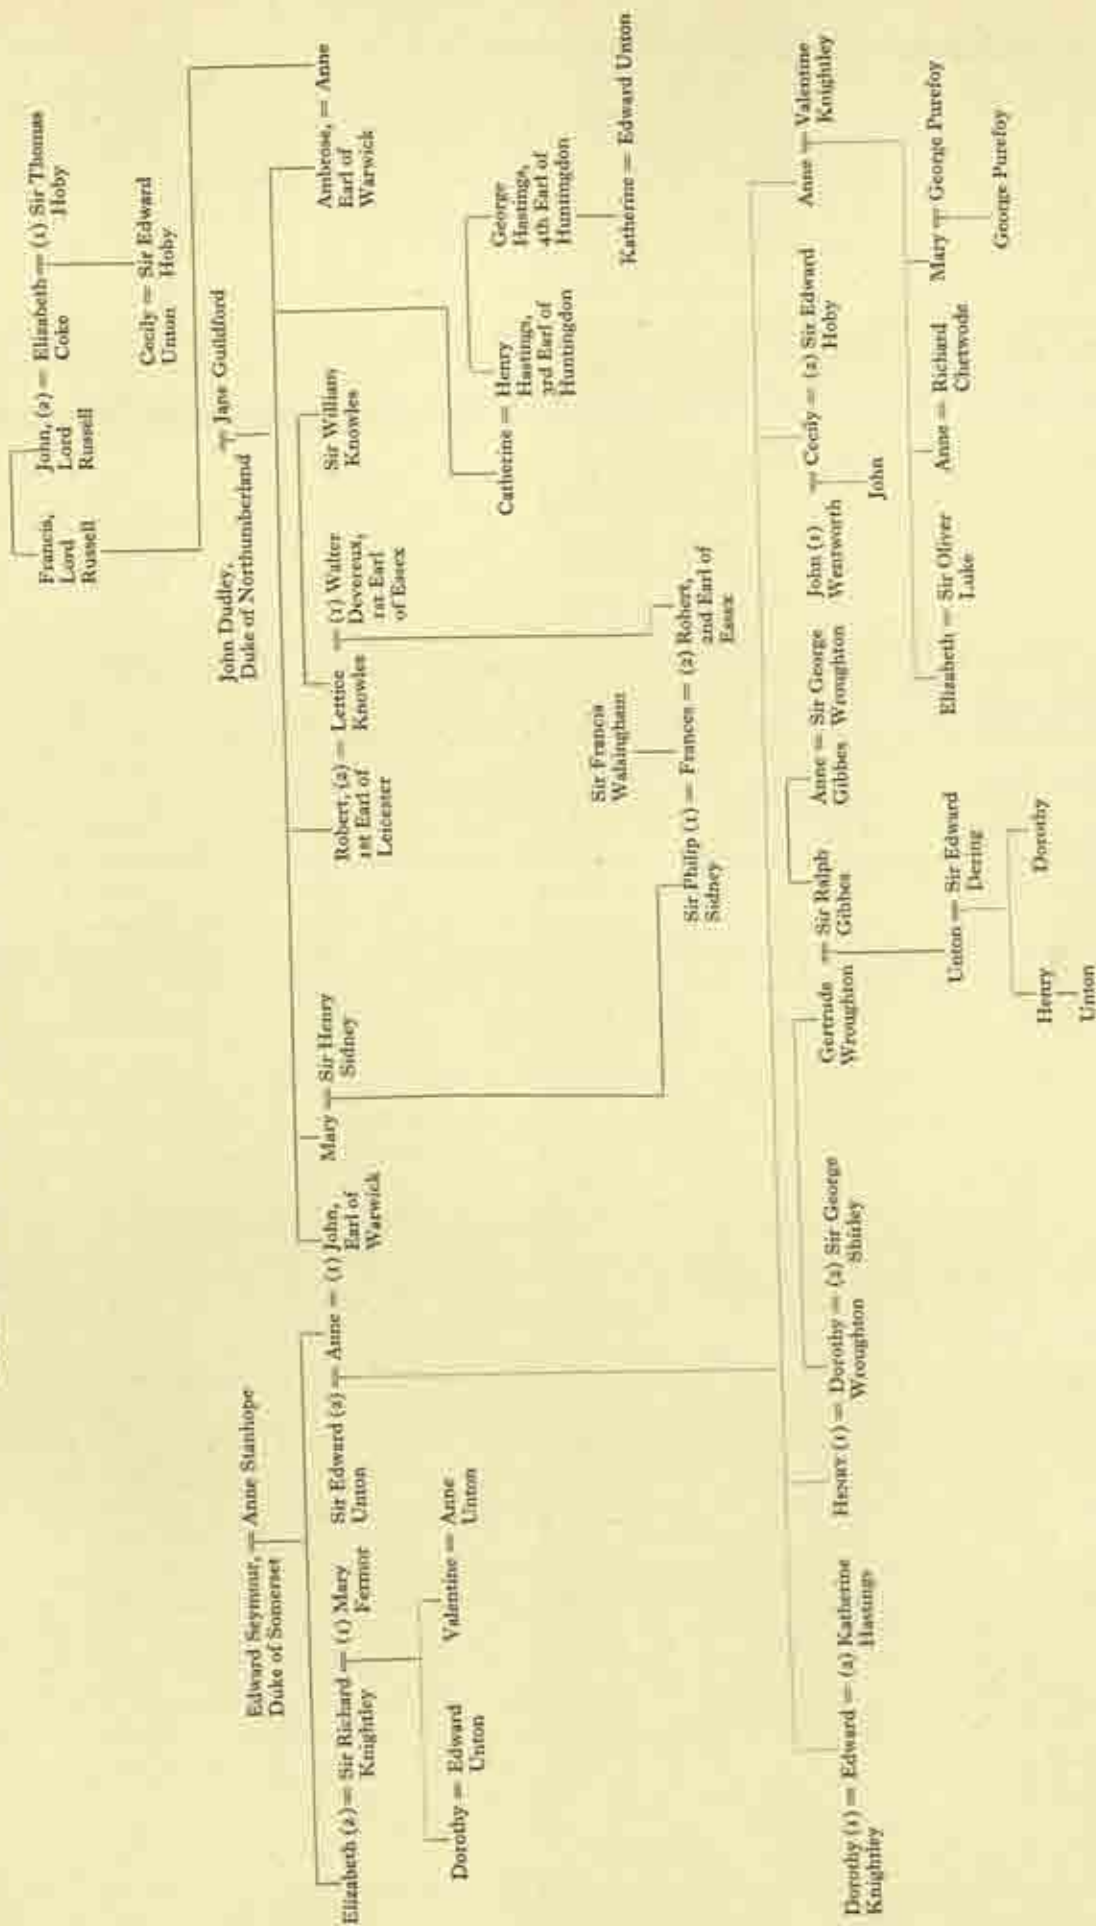 Francis,
Lord
Russell
John, (2) = Elizabeth = (1) Sir Thomas
Lord
Russell
Coke
Hoby
Cecily = Sir Edward
Unton
Hoby
John Dudley,
Duke of Northumberland
= Jane Guildford
Edward Seymour,
Duke of Somerset
= Anne Stanhope
Elizabeth (2) = Sir Richard = (1) Mary
Knightley
Fermor
Sir Edward (2) = Anne = (1) John,
Unton
Earl of
Warwick
Mary = Sir Henry
Sidney
Robert, (2) = Lettice = (1) Walter
1st Earl of
Leicester
Knowles
Devereux,
1st Earl
of Essex
Sir William
Knowles
Ambrose, = Anne
Earl of
Warwick
Dorothy = Edward
Unton
Valentine = Anne
Unton
Catherine = Henry
Hastings,
3rd Earl of
Huntingdon
George
Hastings,
4th Earl of
Huntingdon
Katherine = Edward Unton
Sir Francis
Walsingham
Sir Philip (1) = Frances = (2) Robert,
Sidney
2nd Earl of
Essex
Dorothy (1) = Edward = (2) Katherine
Knightley
Hastings
HENRY (1) = Dorothy = (2) Sir George
Wroughton
Shirley
Gertrude = Sir Ralph
Wroughton
Gibbes
Anne = Sir George
Gibbes
Wroughton
John (1) = Cecily = (2) Sir Edward
Wentworth
Hoby
Anne = Valentine
Knightley
John
Unton = Sir Edward
Dering
Elizabeth = Sir Oliver
Luke
Anne = Richard
Chetwode
Mary = George Purefoy
George Purefoy
Henry
Dorothy
Unton